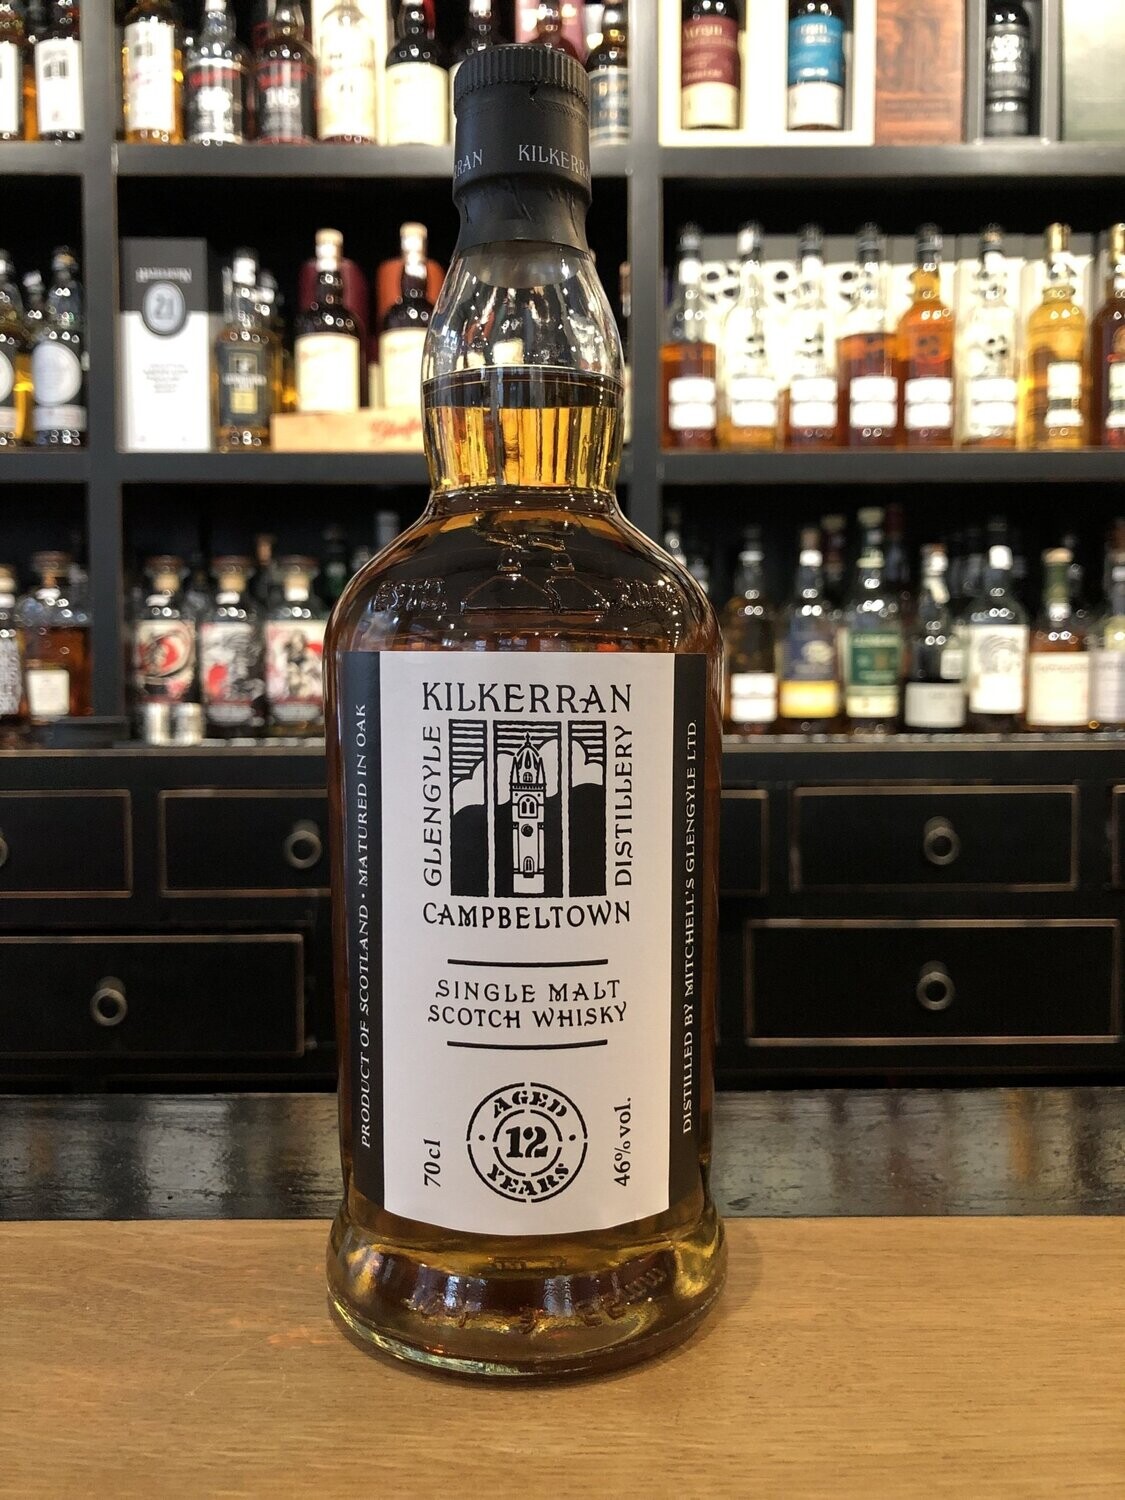 KILKERRAN
KILKERRAN
GLENGYLE
DISTILLERY
CAMPBELTOWN
SINGLE MALT
SCOTCH WHISKY
AGED
12
YEARS
70cl
46% vol.
PRODUCT OF SCOTLAND • MATURED IN OAK
DISTILLED BY MITCHELL'S GLENGYLE LTD.
ESTD.
21